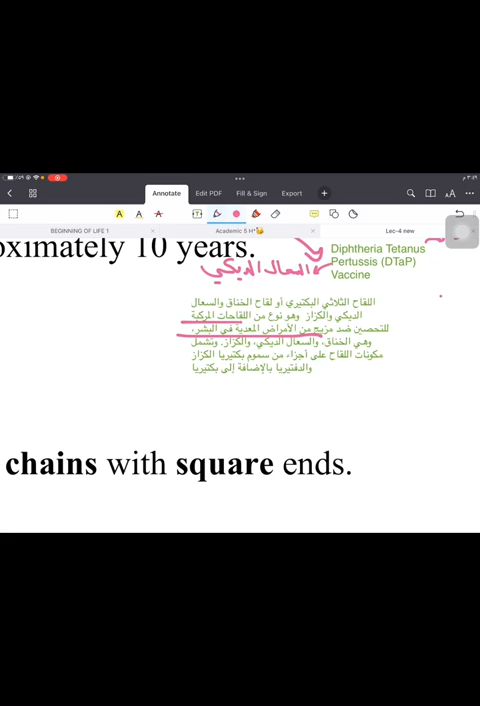 Annotate Edit PDF Fill & Sign Export
BEGINNING OF LIFE 1
Academic 5 H
Lec-4 new
oximately 10 years.
Diphtheria Tetanus
Pertussis (DTaP)
Vaccine
السعال الديكي
اللقاح الثلاثي البكتيري أو لقاح الخناق والسعال
الديكي والكزاز وهو نوع من اللقاحات المركبة
للتحصين ضد مزيج من الأمراض المعدية في البشر،
وهي الخناق، والسعال الديكي، والكزاز. وتشمل
مكونات اللقاح على أجزاء من سموم بكتيريا الكزاز
والدفتيريا بالإضافة إلى بكتيريا
chains with square ends.